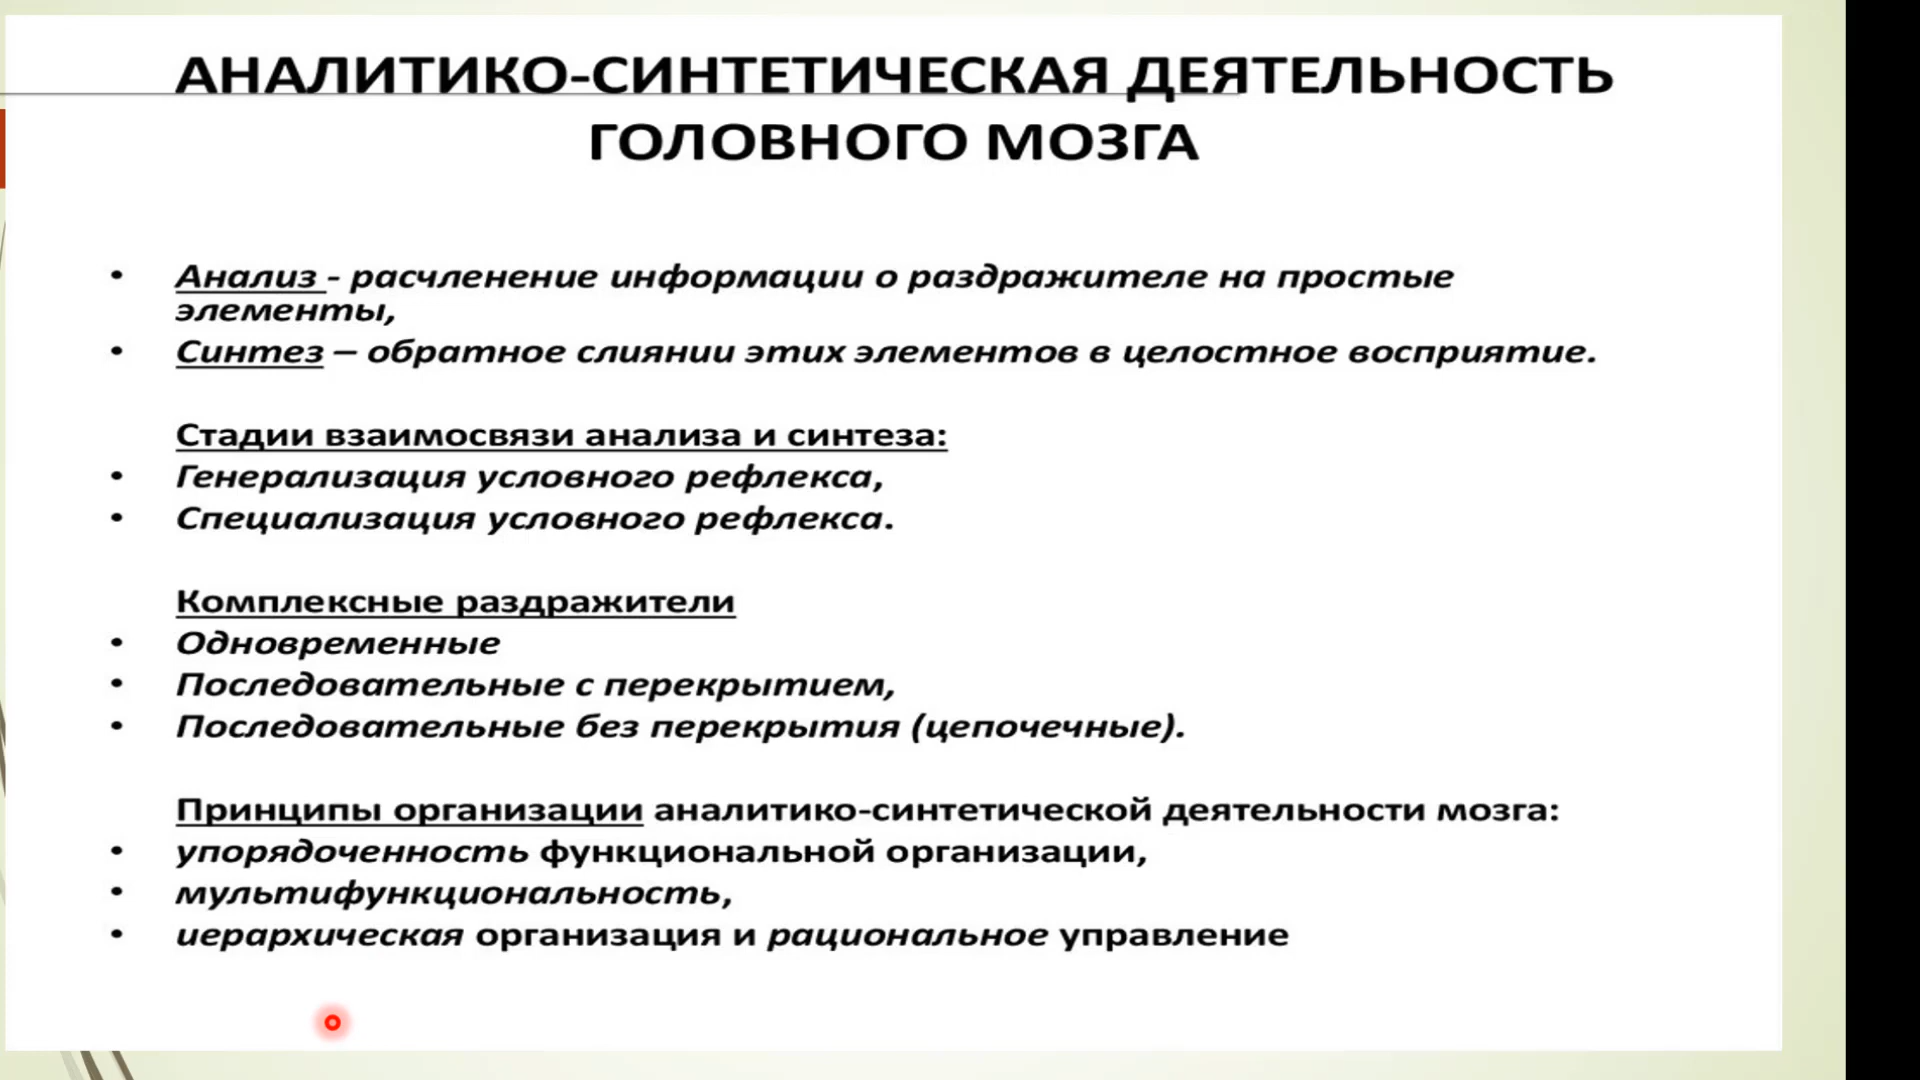 АНАЛИТИКО-СИНТЕТИЧЕСКАЯ ДЕЯТЕЛЬНОСТЬ
ГОЛОВНОГО МОЗГА
• Анализ - расчленение информации о раздражителе на простые
элементы,
• Синтез – обратное слиянии этих элементов в целостное восприятие.
Стадии взаимосвязи анализа и синтеза:
• Генерализация условного рефлекса,
• Специализация условного рефлекса.
Комплексные раздражители
• Одновременные
• Последовательные с перекрытием,
• Последовательные без перекрытия (цепочечные).
Принципы организации аналитико-синтетической деятельности мозга:
• упорядоченность функциональной организации,
• мультифункциональность,
• иерархическая организация и рациональное управление